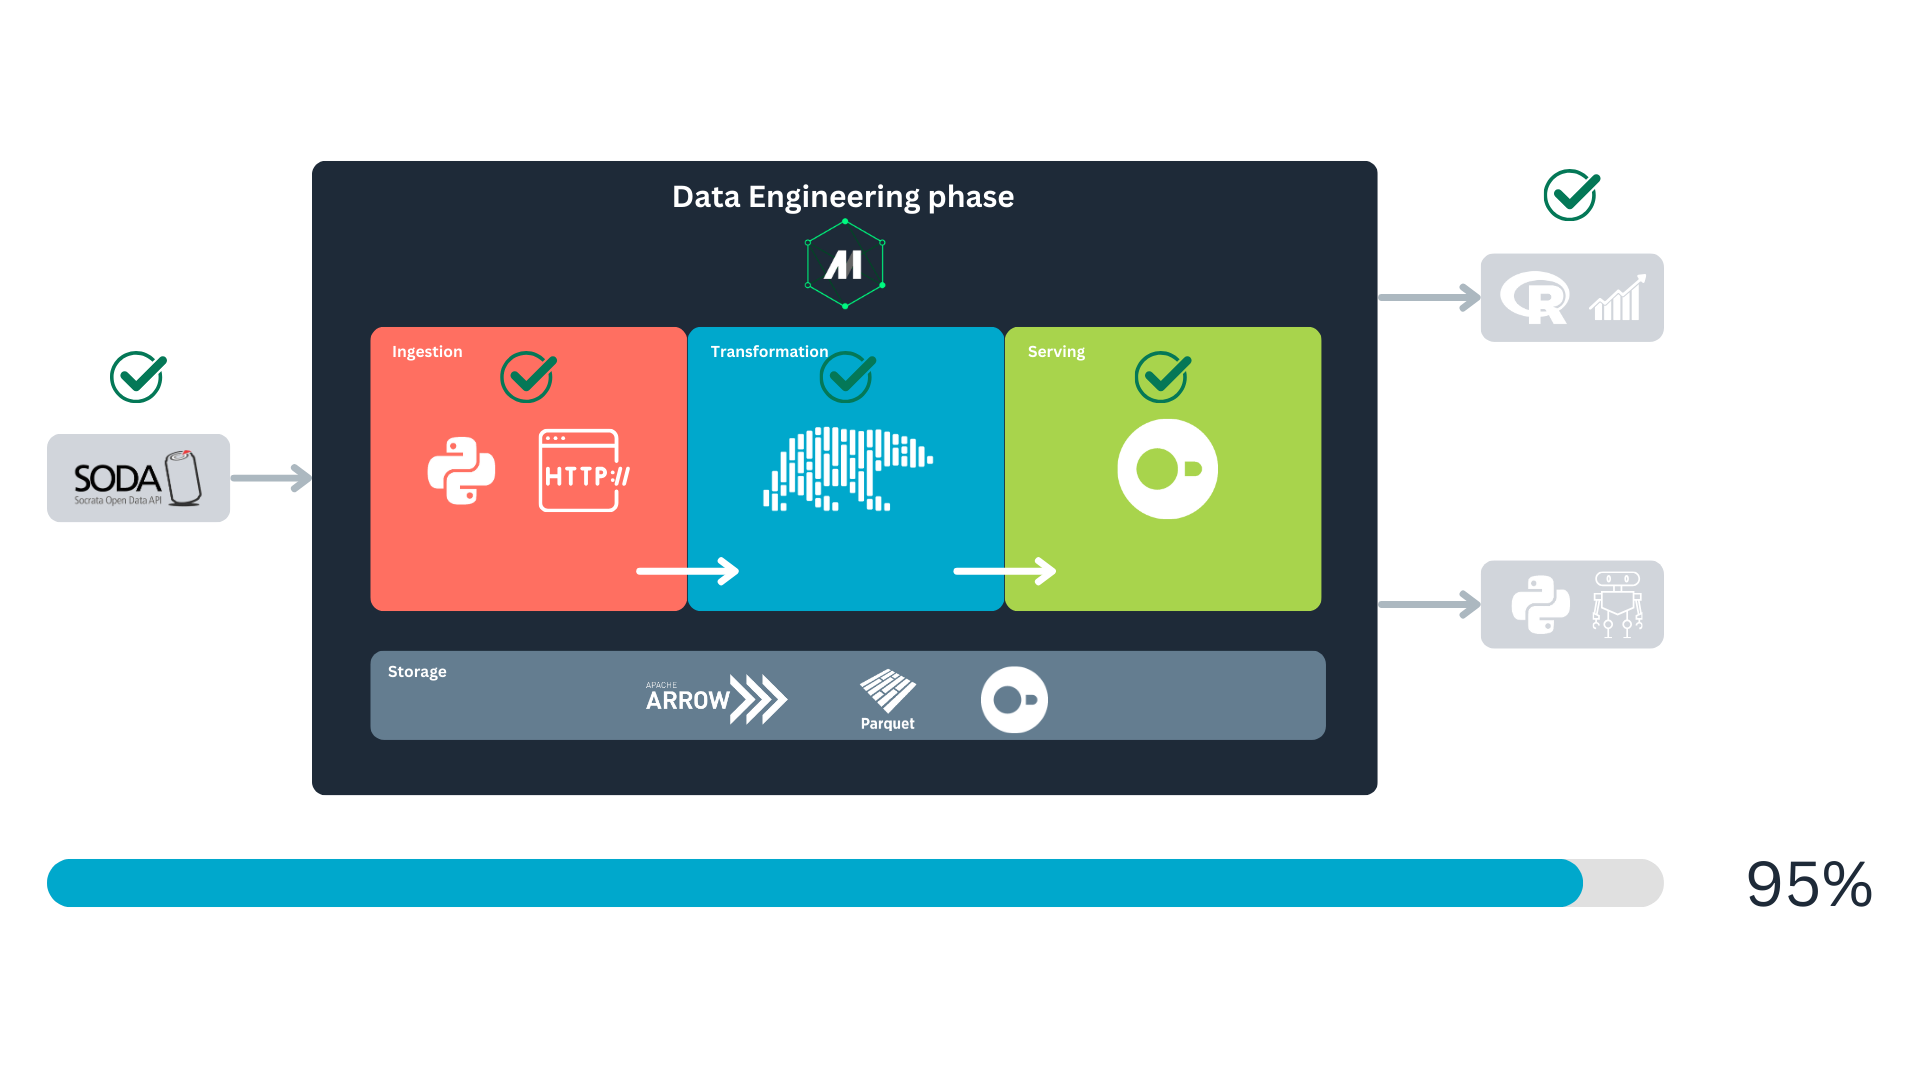 Data Engineering phase
Ingestion
Transformation
Serving
HTTP://
SODA
Socrata Open Data API
R
Storage
APACHE
ARROW
Parquet
95%